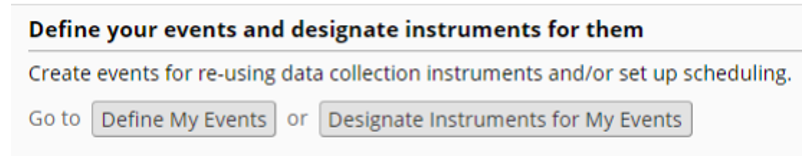 Define your events and designate instruments for them
Create events for re-using data collection instruments and/or set up scheduling.
Go to Define My Events or Designate Instruments for My Events